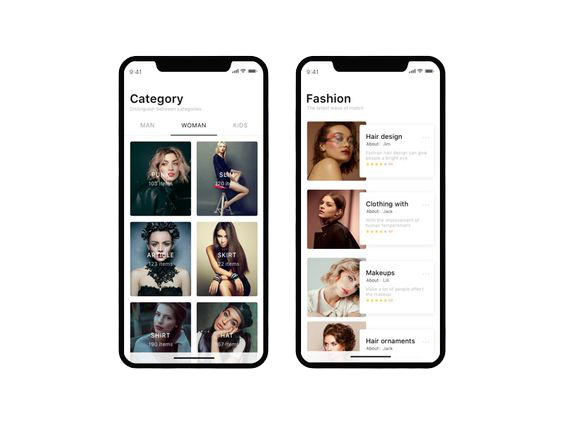 9:41
Category
Distinguish between categories
MAN WOMAN KIDS
SLIM
103 items
120 items
ARTICLE
SKIRT
123 items
122 items
SHIRT
HAT
190 items
167 items
9:41
Fashion
The latest wave of match
Hair design
About: Jim
Fashion hair design can give
people a bright eye
Clothing with
About: Jack
With the improvement of
human temperament
Makeups
About: Lili
Make a lot of people affect
the makeup
Hair ornaments
About: Jack